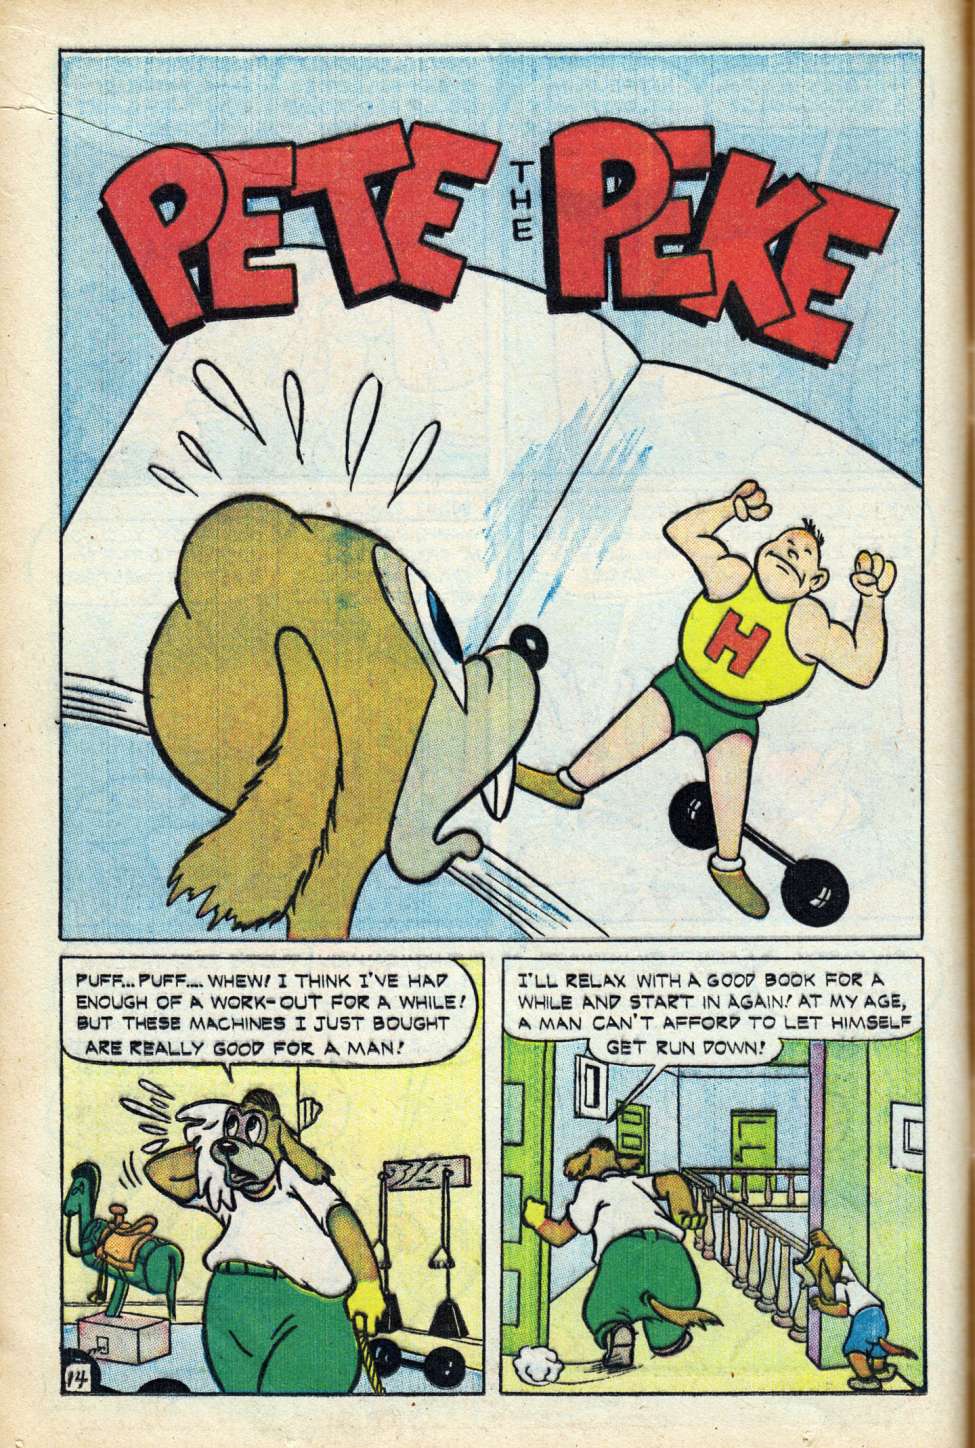 PETE THE PEKE
H
PUFF... PUFF.... WHEW! I THINK I'VE HAD
ENOUGH OF A WORK-OUT FOR A WHILE!
BUT THESE MACHINES I JUST BOUGHT
ARE REALLY GOOD FOR A MAN!
I'LL RELAX WITH A GOOD BOOK FOR A
WHILE AND START IN AGAIN! AT MY AGE,
A MAN CAN'T AFFORD TO LET HIMSELF
GET RUN DOWN!
14